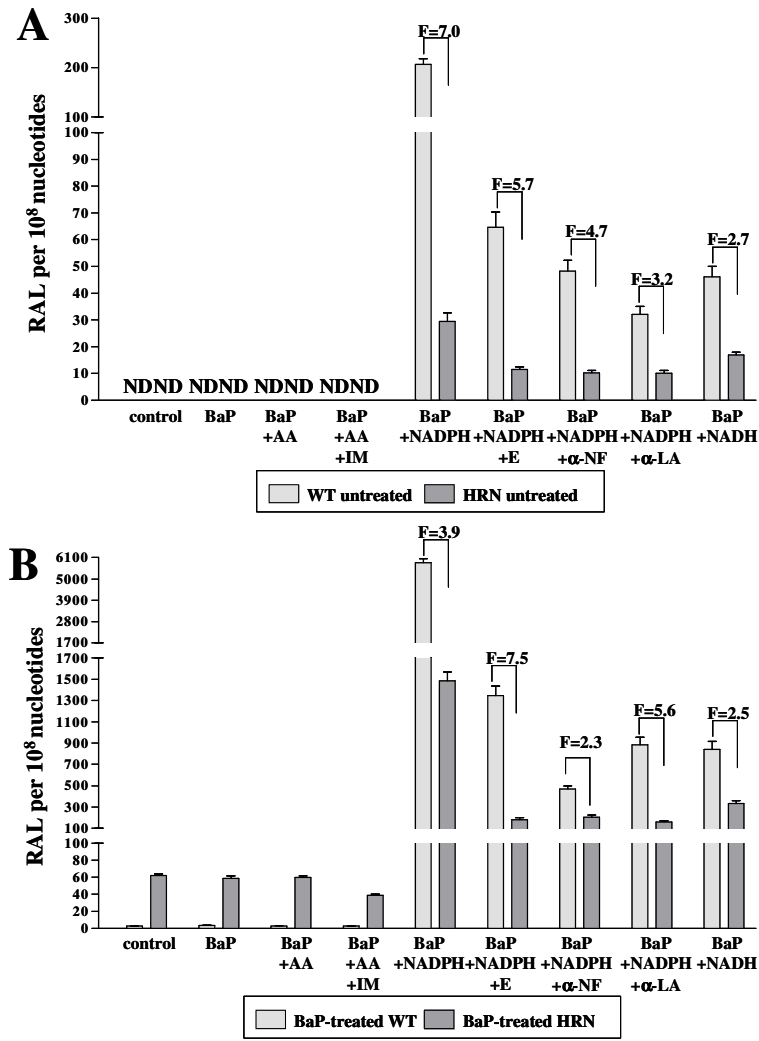 A
RAL per 10⁸ nucleotides
300
200
100
100
90
80
70
60
50
40
30
20
10
0
F=7.0
F=5.7
F=4.7
F=3.2
F=2.7
NDND NDND NDND NDND
control BaP BaP BaP BaP BaP BaP BaP BaP
+AA +AA +NADPH +NADPH +NADPH +NADPH +NADH
+IM +E +α-NF +α-LA
WT untreated HRN untreated
B
RAL per 10⁸ nucleotides
6100
5000
3900
2800
1700
1700
1500
1300
1100
900
700
500
300
100
100
80
60
40
20
0
F=3.9
F=7.5
F=2.3
F=5.6
F=2.5
control BaP BaP BaP BaP BaP BaP BaP BaP
+AA +AA +NADPH +NADPH +NADPH +NADPH +NADH
+IM +E +α-NF +α-LA
BaP-treated WT BaP-treated HRN